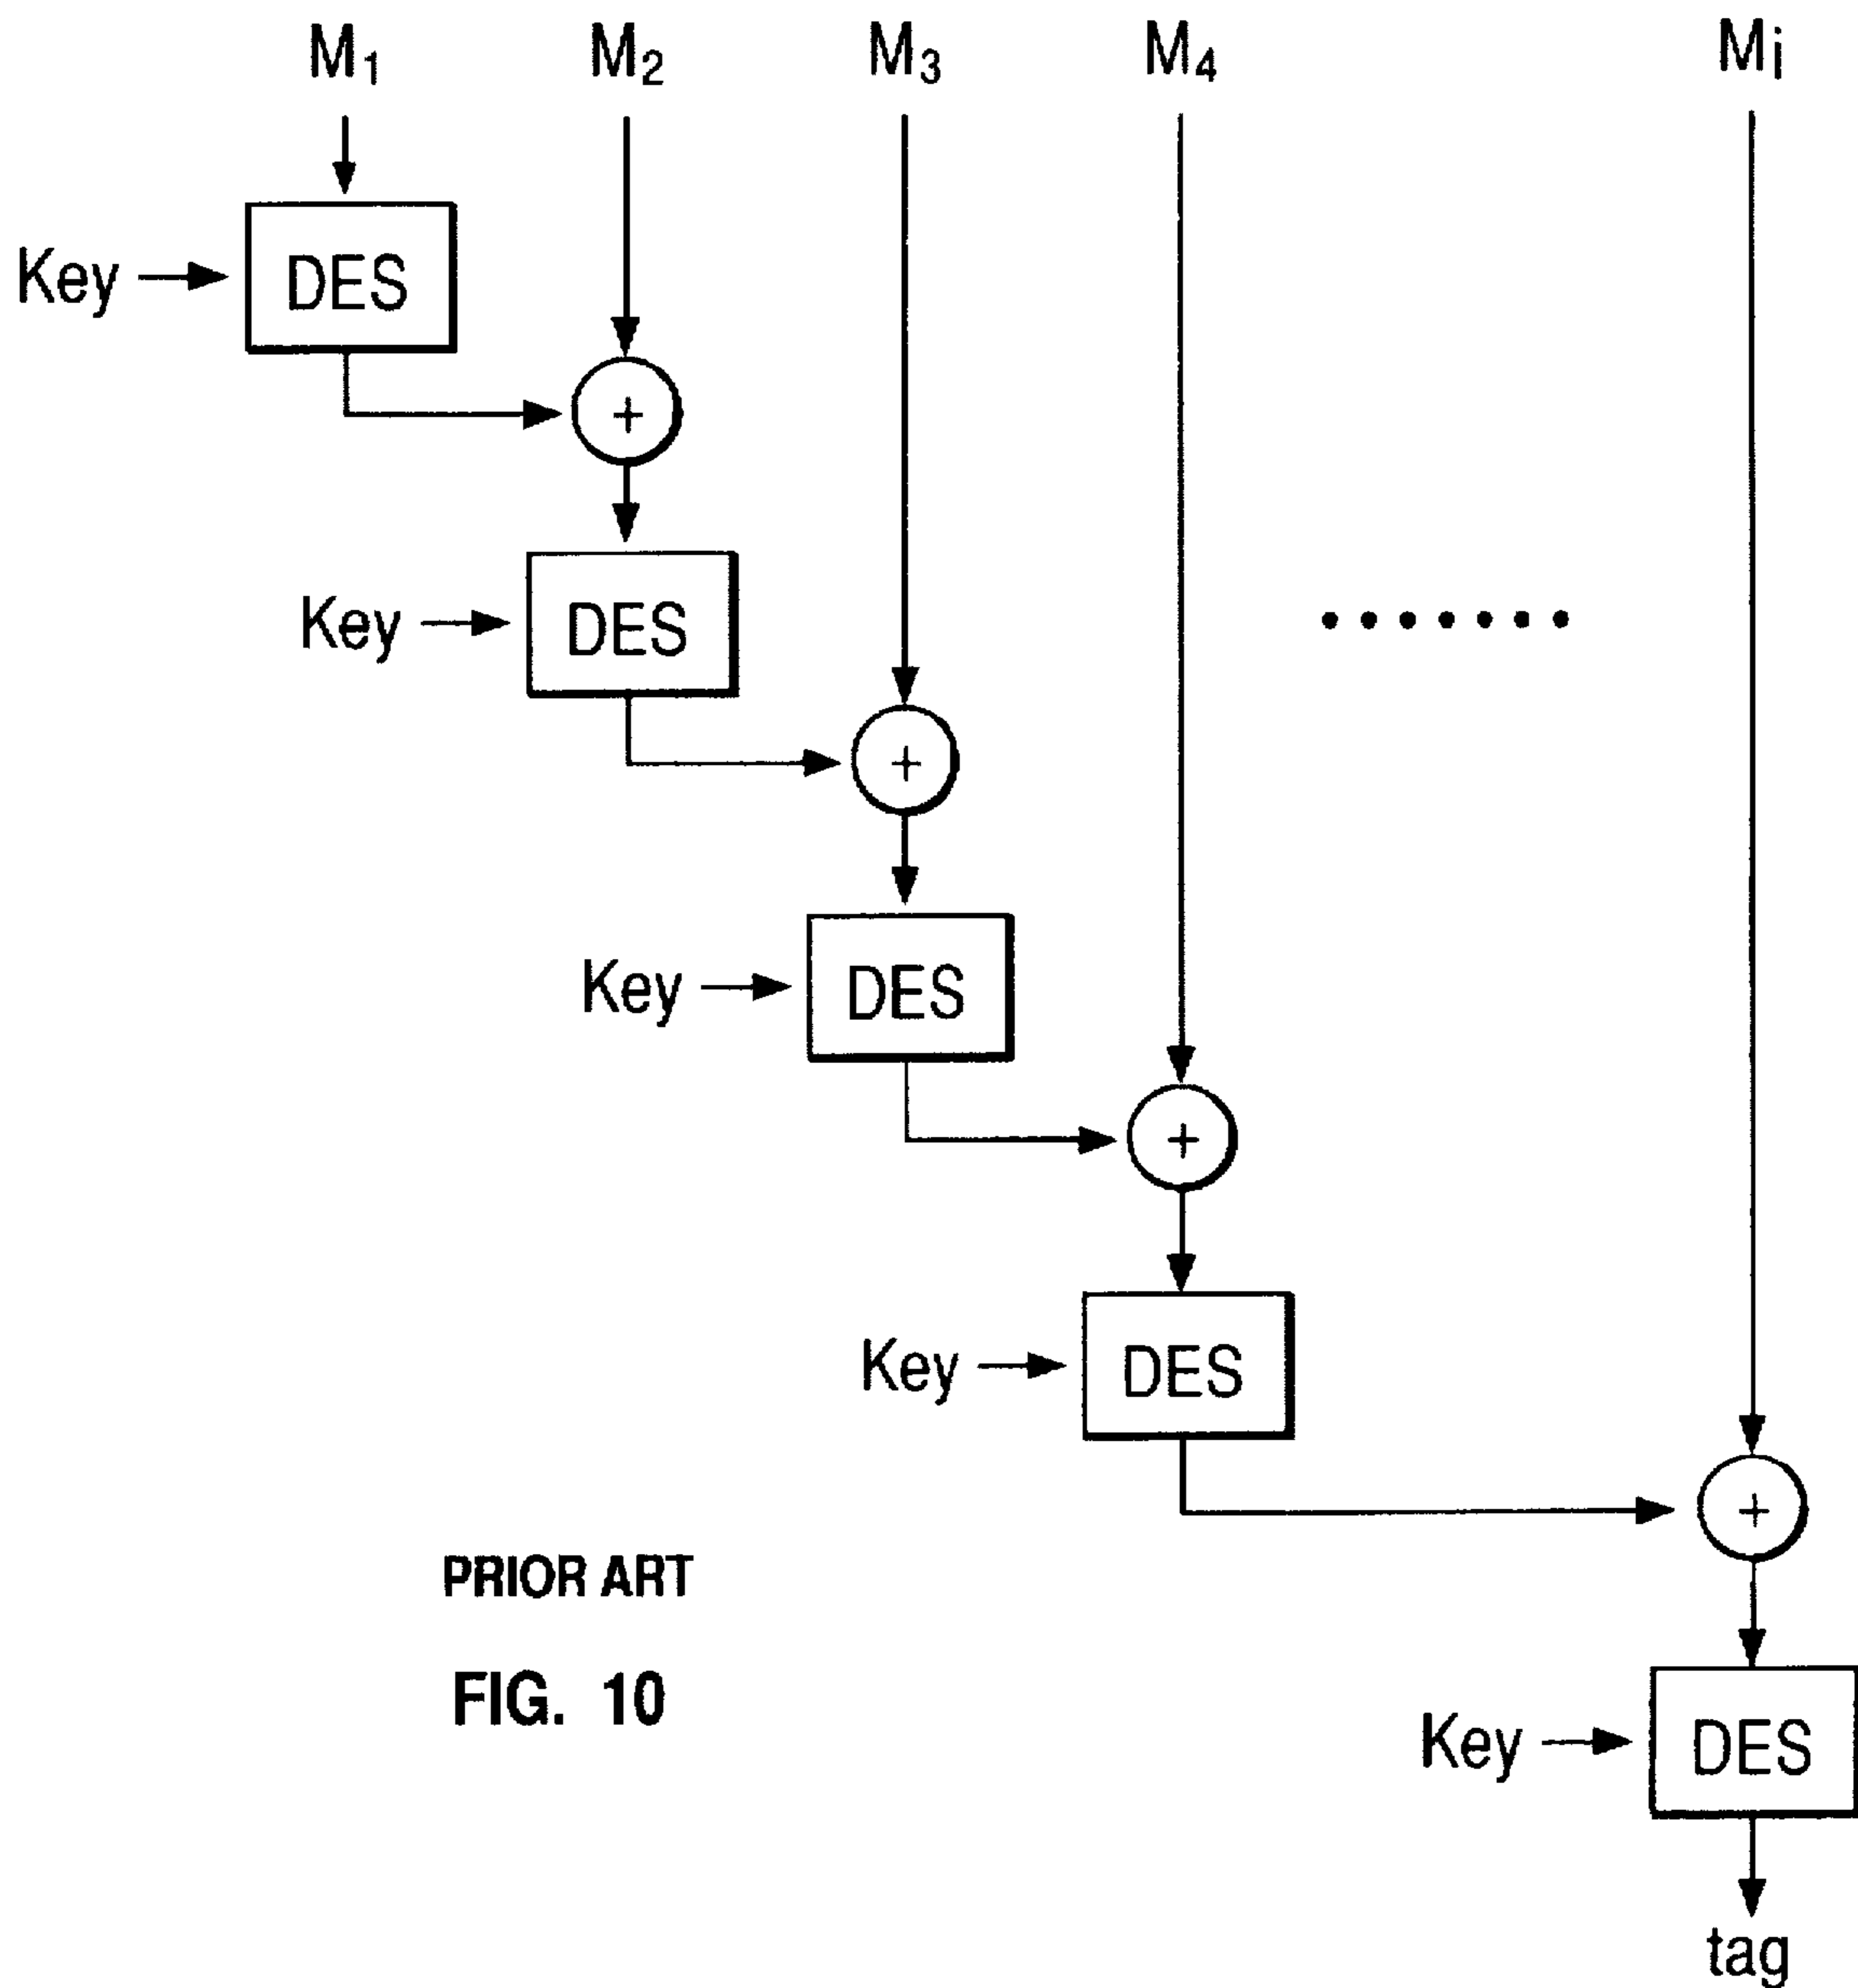 M1 M2 M3 M4 Mi
Key DES
+
Key DES
.......
+
Key DES
+
Key DES
+
PRIOR ART
FIG. 10
Key DES
tag